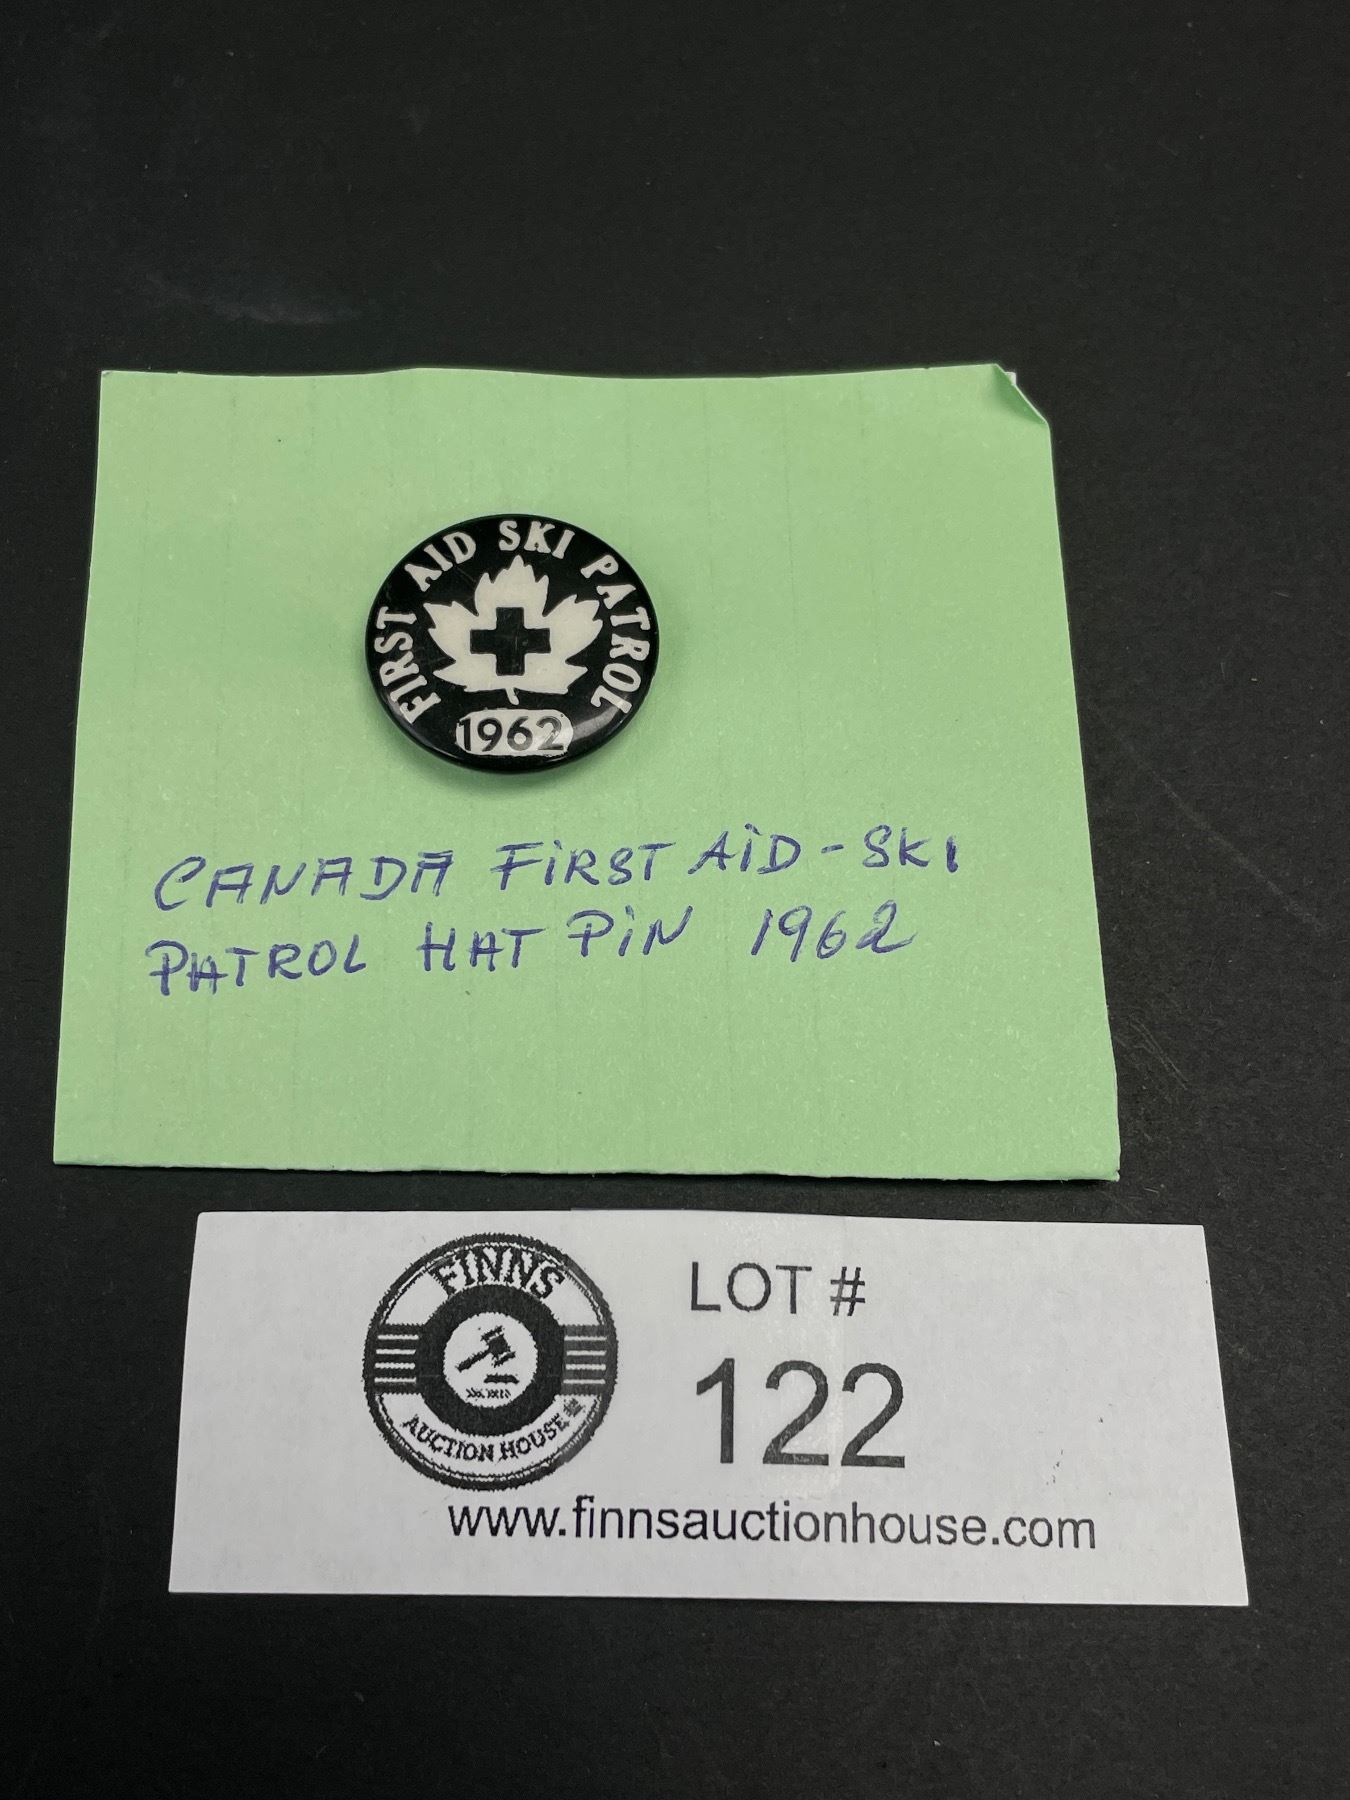 FIRST AID SKI PATROL
1962
CANADA FIRST AID - SKI
PATROL HAT PIN 1962
FINNS
AUCTION HOUSE
LOT #
122
www.finnsauctionhouse.com